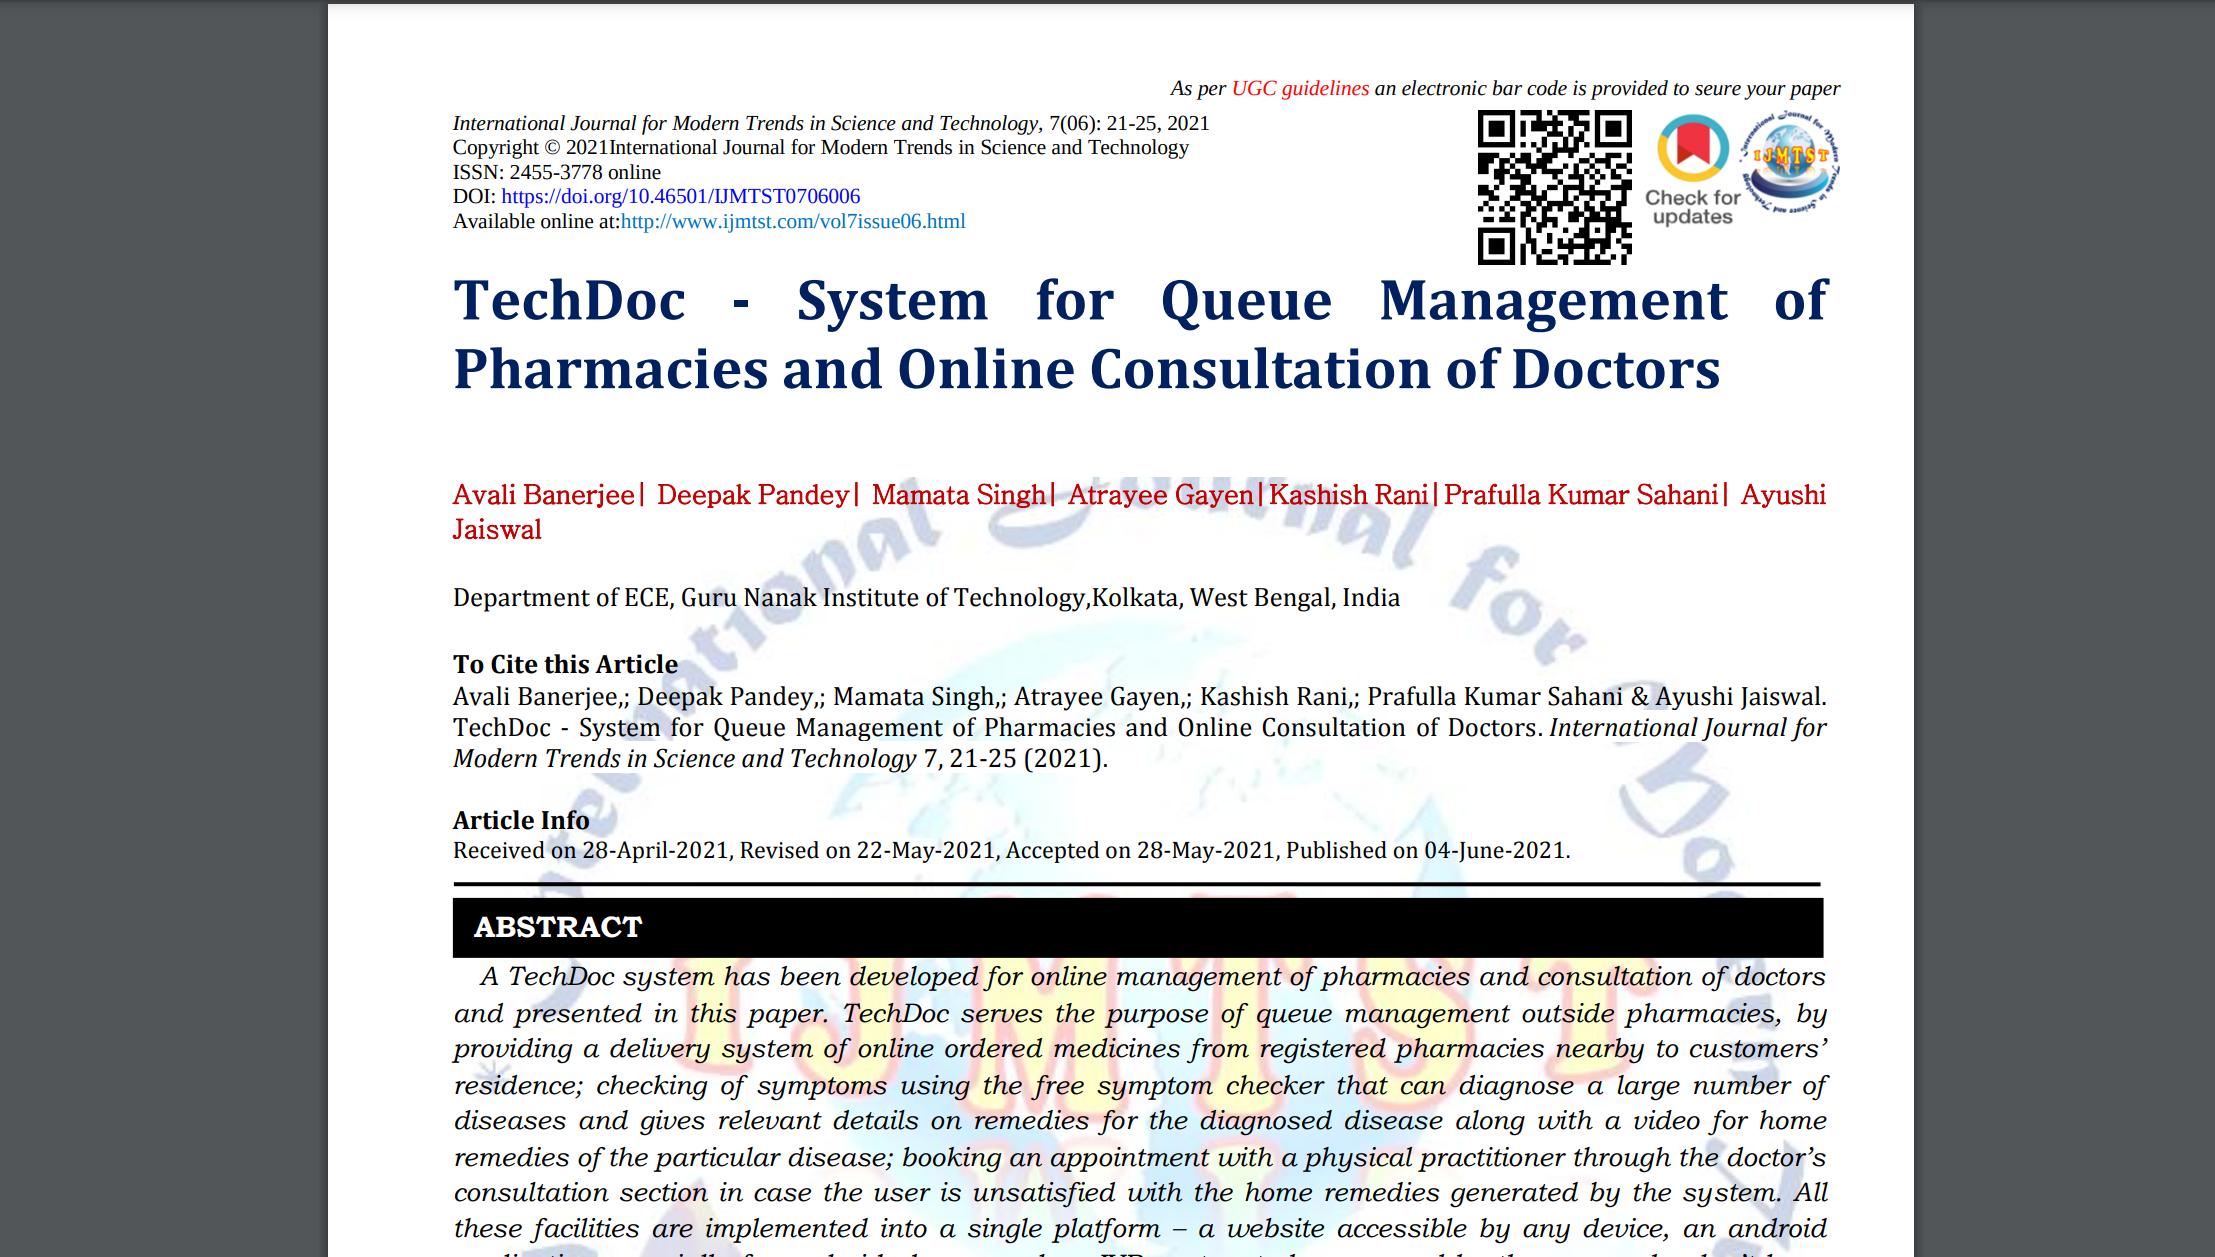 As per UGC guidelines an electronic bar code is provided to seure your paper
International Journal for Modern Trends in Science and Technology, 7(06): 21-25, 2021
Copyright © 2021International Journal for Modern Trends in Science and Technology
ISSN: 2455-3778 online
DOI: https://doi.org/10.46501/IJMTST0706006
Available online at:http://www.ijmtst.com/vol7issue06.html
Check for
updates
IJMTST
TechDoc - System for Queue Management of
Pharmacies and Online Consultation of Doctors
Avali Banerjee| Deepak Pandey| Mamata Singh| Atrayee Gayen|Kashish Rani|Prafulla Kumar Sahani| Ayushi
Jaiswal
Department of ECE, Guru Nanak Institute of Technology,Kolkata, West Bengal, India
To Cite this Article
Avali Banerjee,; Deepak Pandey,; Mamata Singh,; Atrayee Gayen,; Kashish Rani,; Prafulla Kumar Sahani & Ayushi Jaiswal.
TechDoc - System for Queue Management of Pharmacies and Online Consultation of Doctors. International Journal for
Modern Trends in Science and Technology 7, 21-25 (2021).
Article Info
Received on 28-April-2021, Revised on 22-May-2021, Accepted on 28-May-2021, Published on 04-June-2021.
ABSTRACT
A TechDoc system has been developed for online management of pharmacies and consultation of doctors
and presented in this paper. TechDoc serves the purpose of queue management outside pharmacies, by
providing a delivery system of online ordered medicines from registered pharmacies nearby to customers’
residence; checking of symptoms using the free symptom checker that can diagnose a large number of
diseases and gives relevant details on remedies for the diagnosed disease along with a video for home
remedies of the particular disease; booking an appointment with a physical practitioner through the doctor’s
consultation section in case the user is unsatisfied with the home remedies generated by the system. All
these facilities are implemented into a single platform – a website accessible by any device, an android